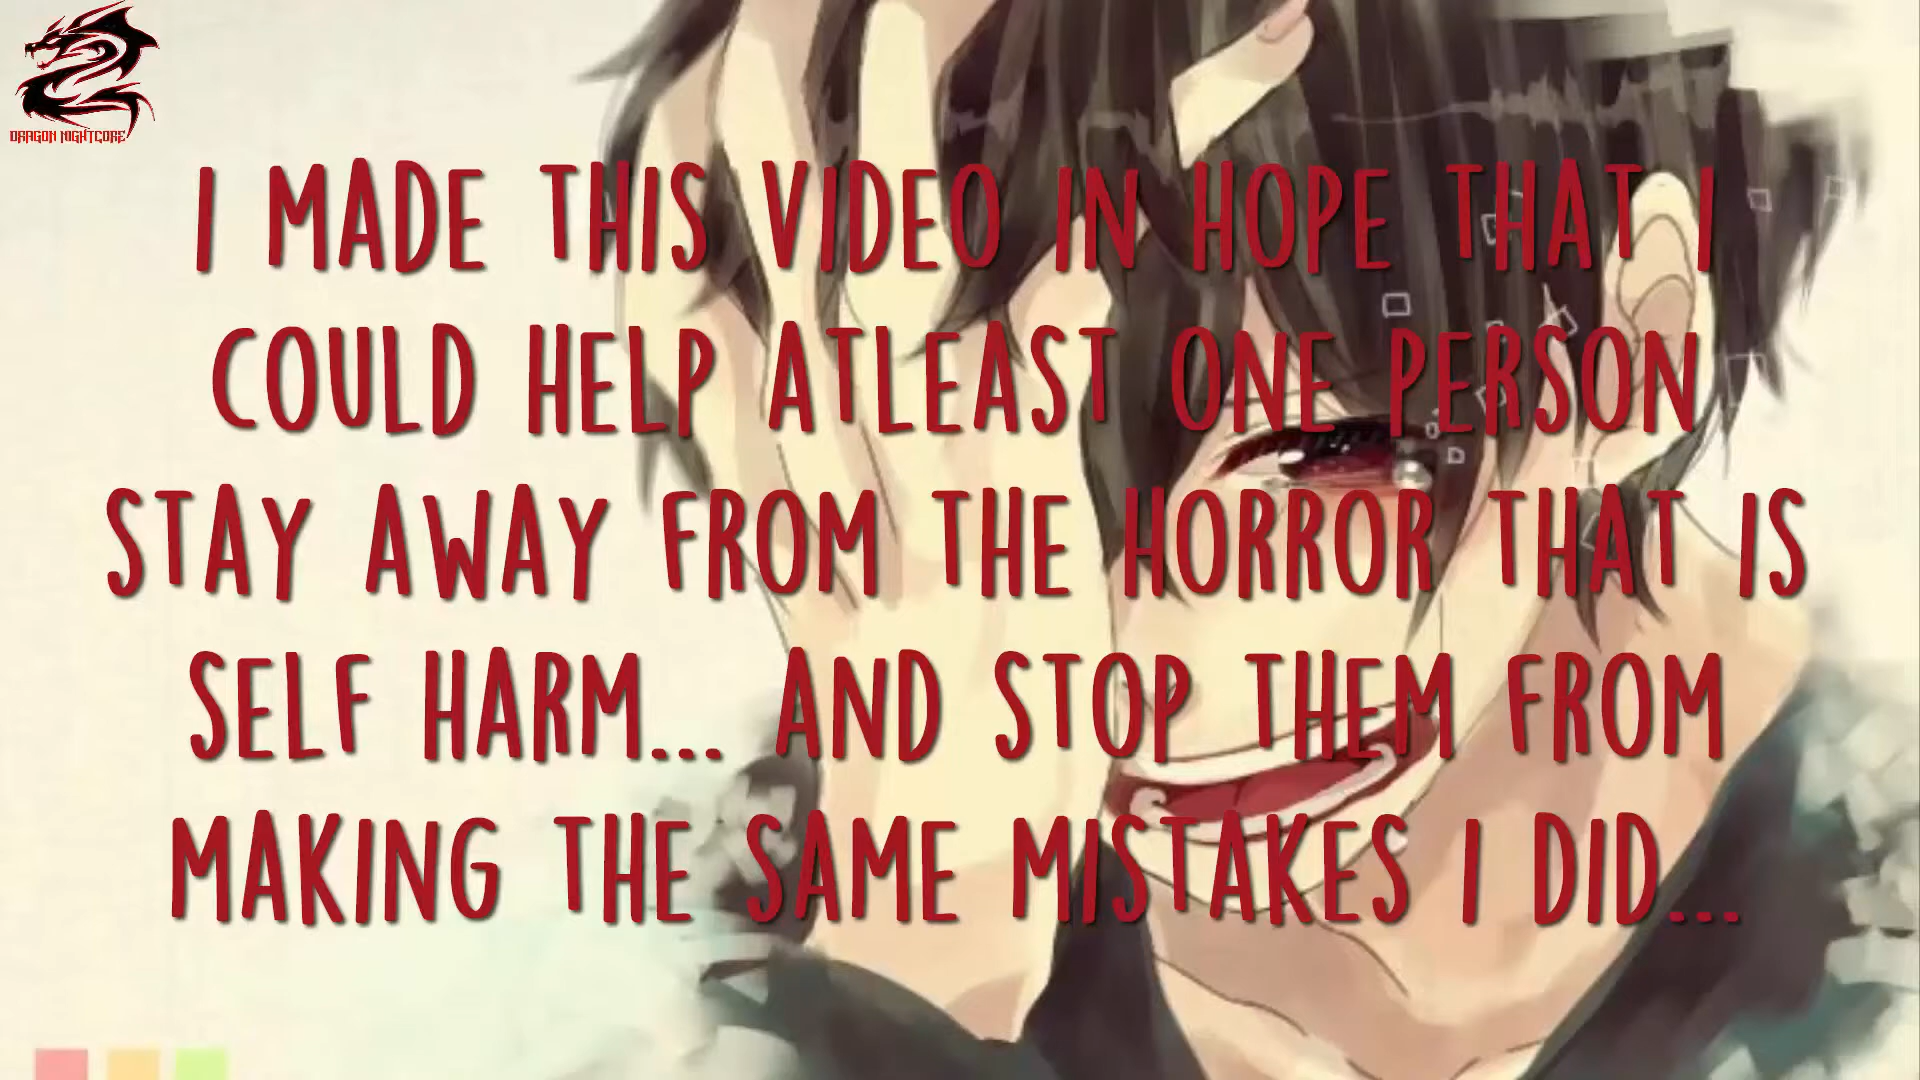 DRAGON NIGHTCORE
I MADE THIS VIDEO IN HOPE THAT I
COULD HELP ATLEAST ONE PERSON
STAY AWAY FROM THE HORROR THAT IS
SELF HARM... AND STOP THEM FROM
MAKING THE SAME MISTAKES I DID...